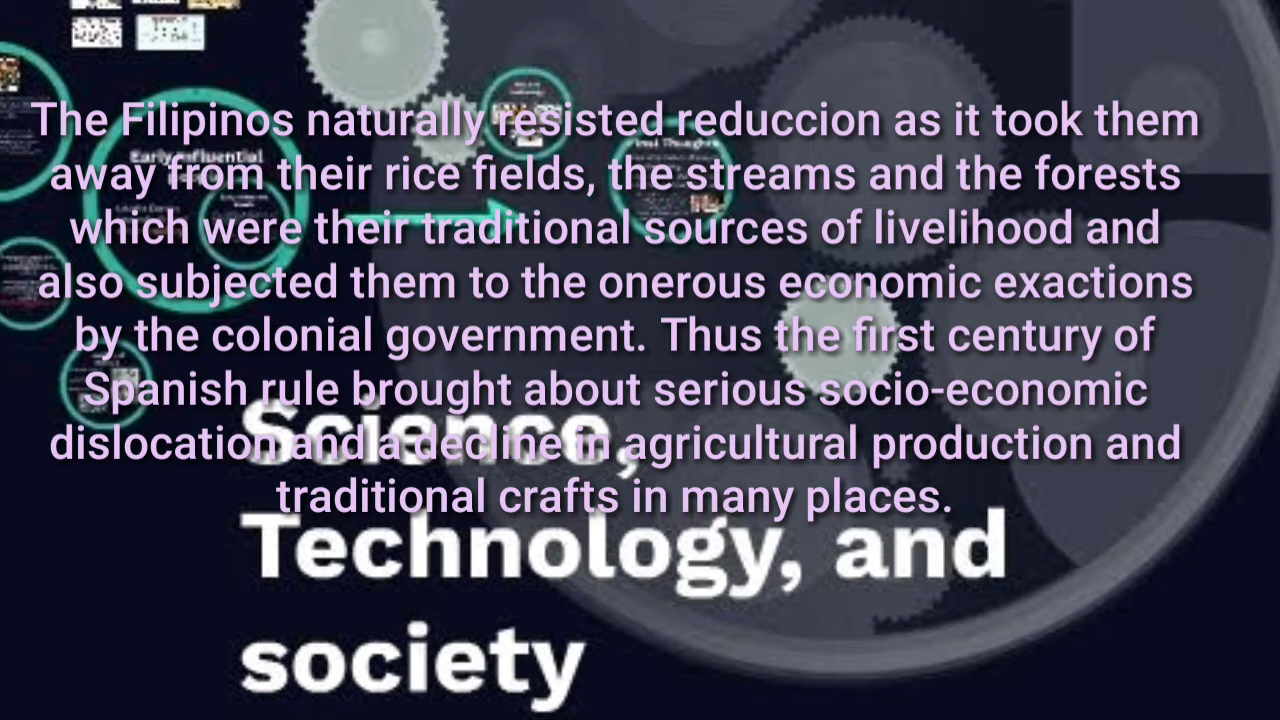 The Filipinos naturally resisted reduccion as it took them
away from their rice fields, the streams and the forests
which were their traditional sources of livelihood and
also subjected them to the onerous economic exactions
by the colonial government. Thus the first century of
Spanish rule brought about serious socio-economic
dislocation and a decline in agricultural production and
traditional crafts in many places.
Early Influential
Science,
Technology, and
society